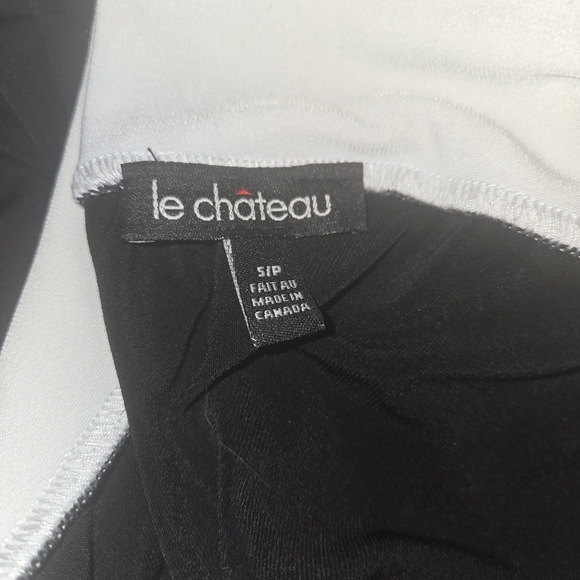 le château
S/P
FAIT AU
MADE IN
CANADA